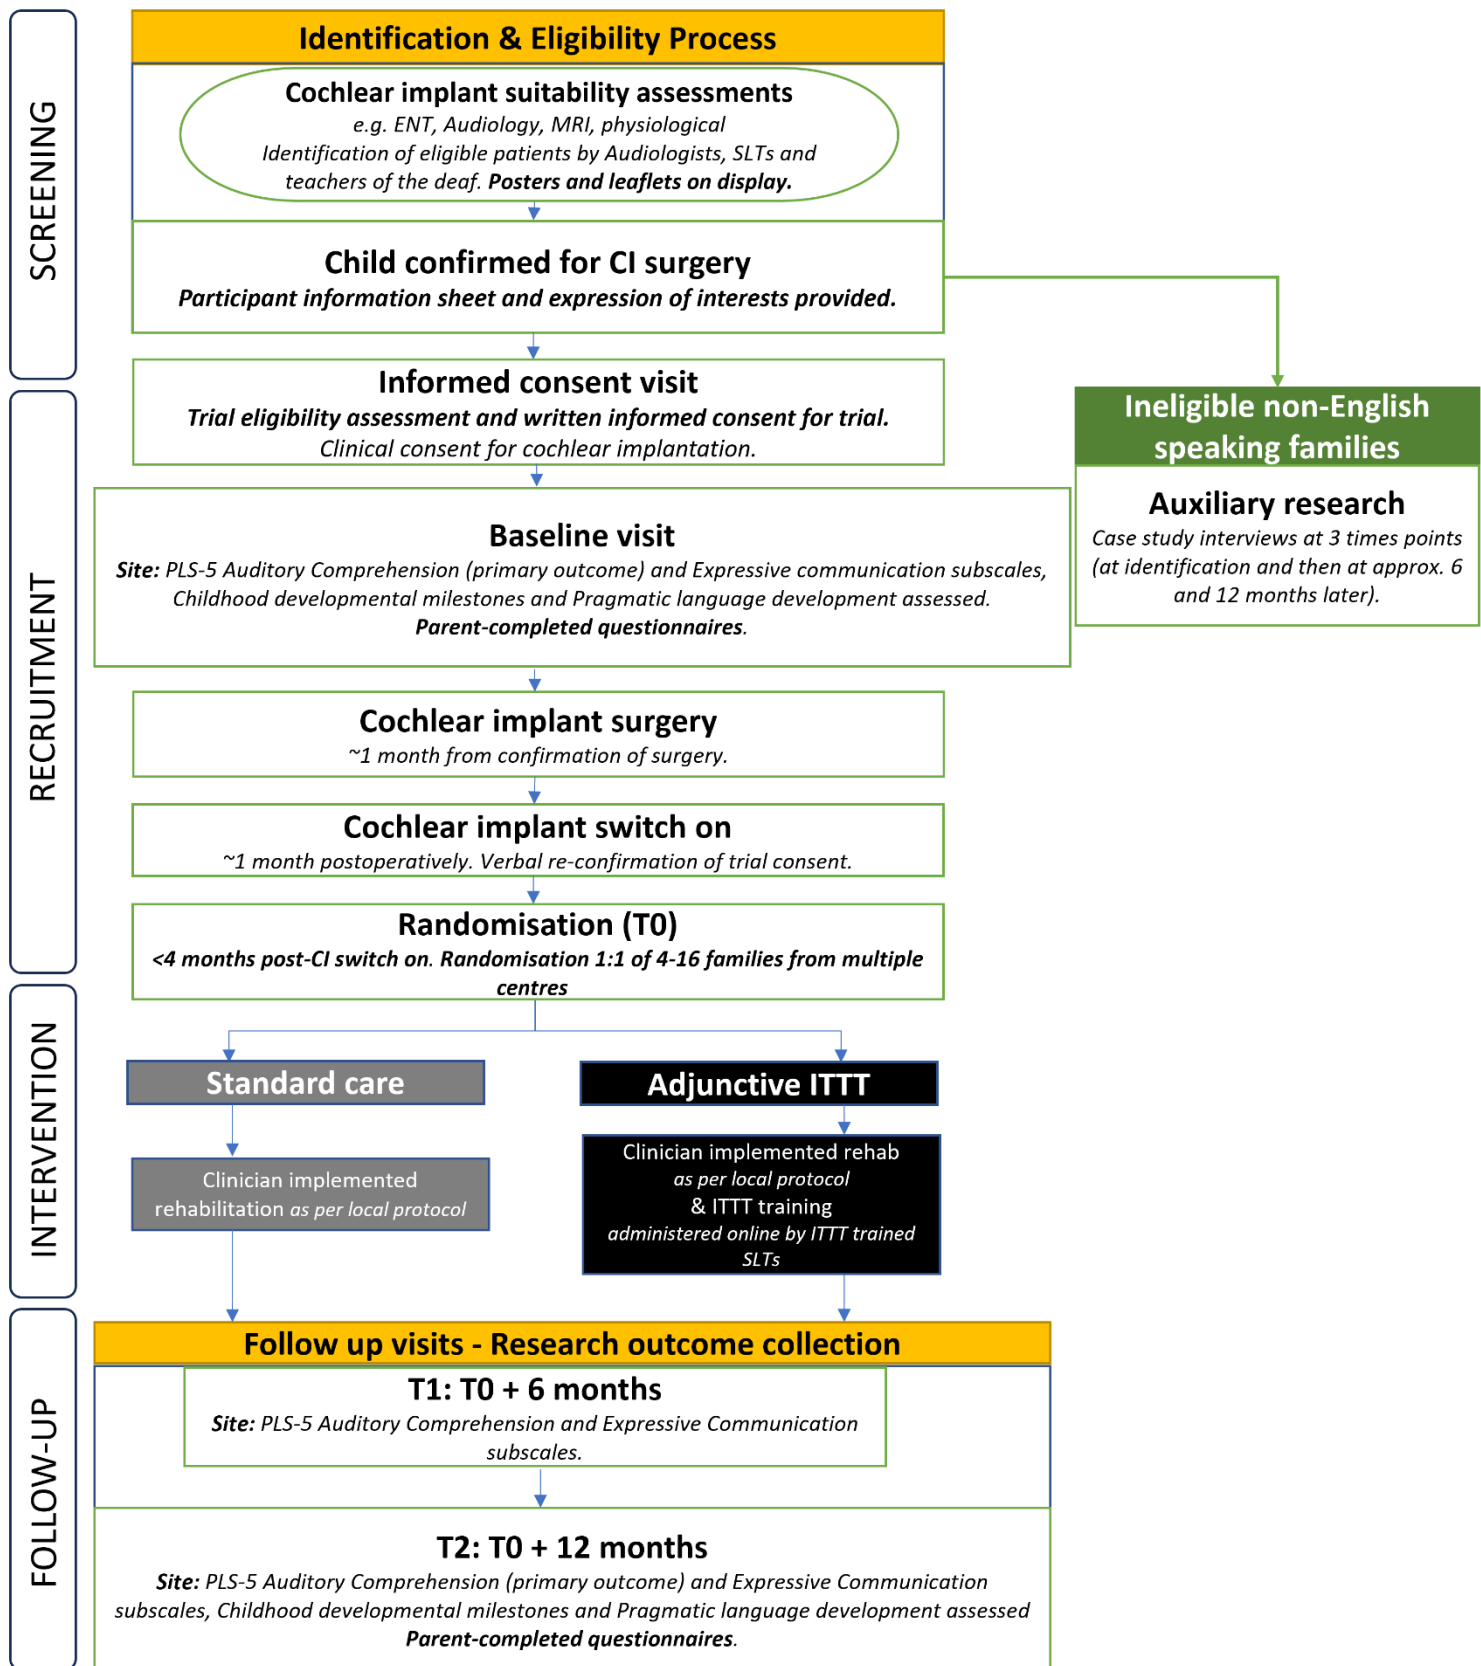 SCREENING
Identification & Eligibility Process
Cochlear implant suitability assessments
e.g. ENT, Audiology, MRI, physiological
Identification of eligible patients by Audiologists, SLTs and
teachers of the deaf. Posters and leaflets on display.
Child confirmed for CI surgery
Participant information sheet and expression of interests provided.
RECRUITMENT
Informed consent visit
Trial eligibility assessment and written informed consent for trial.
Clinical consent for cochlear implantation.
Ineligible non-English
speaking families
Auxiliary research
Case study interviews at 3 times points
(at identification and then at approx. 6
and 12 months later).
Baseline visit
Site: PLS-5 Auditory Comprehension (primary outcome) and Expressive communication subscales,
Childhood developmental milestones and Pragmatic language development assessed.
Parent-completed questionnaires.
Cochlear implant surgery
~1 month from confirmation of surgery.
Cochlear implant switch on
~1 month postoperatively. Verbal re-confirmation of trial consent.
Randomisation (T0)
<4 months post-CI switch on. Randomisation 1:1 of 4-16 families from multiple
centres
INTERVENTION
Standard care
Clinician implemented
rehabilitation as per local protocol
Adjunctive ITTT
Clinician implemented rehab
as per local protocol
& ITTT training
administered online by ITTT trained
SLTs
FOLLOW-UP
Follow up visits - Research outcome collection
T1: T0 + 6 months
Site: PLS-5 Auditory Comprehension and Expressive Communication
subscales.
T2: T0 + 12 months
Site: PLS-5 Auditory Comprehension (primary outcome) and Expressive Communication
subscales, Childhood developmental milestones and Pragmatic language development assessed
Parent-completed questionnaires.